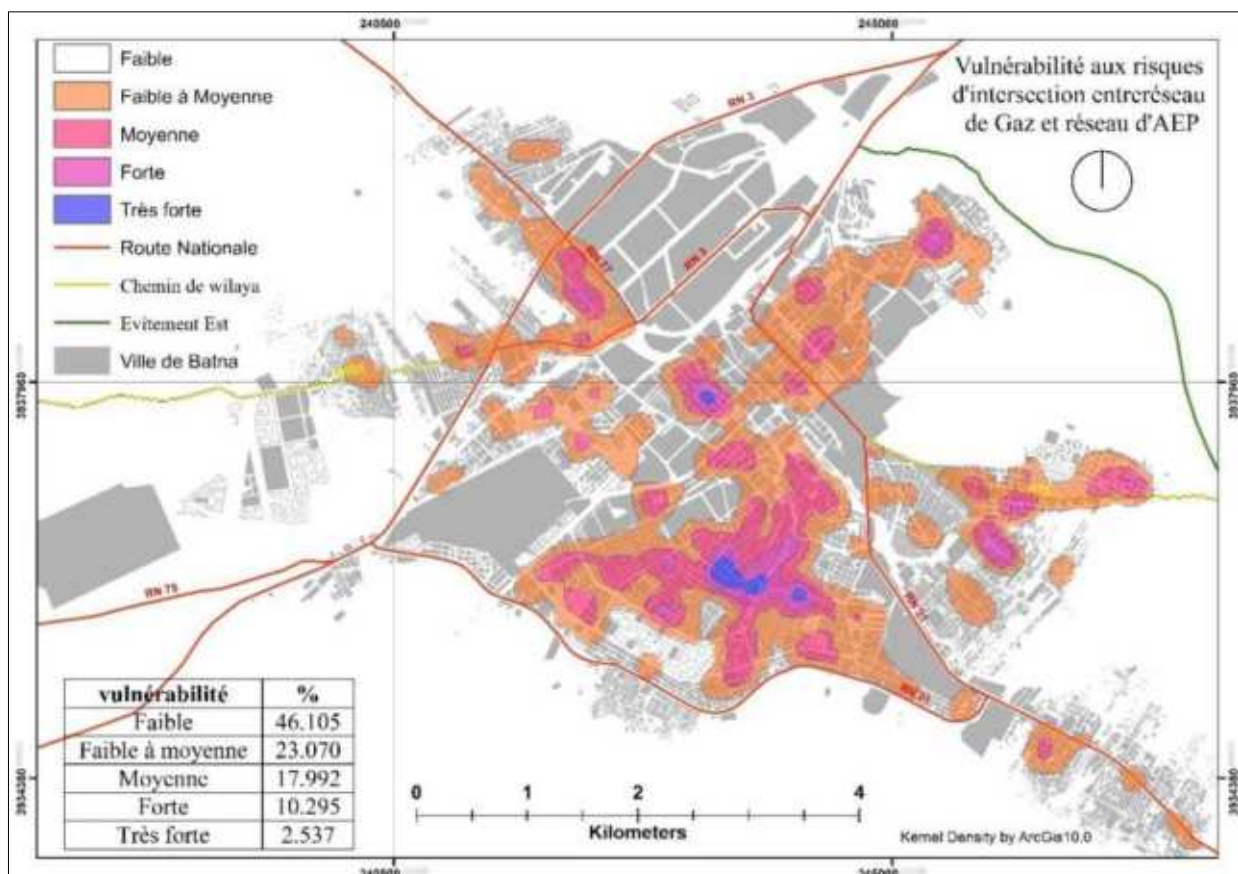 Faible
Faible à Moyenne
Moyenne
Forte
Très forte
Route Nationale
Chemin de wilaya
Evitement Est
Ville de Batna
Vulnérabilité aux risques
d'intersection entreréseau
de Gaz et réseau d'AEP
245000
3937960
3937960
RN 3
RN 77
RN 3
RN 75
RN 31
3934380
3934380
vulnérabilité %
Faible 46.105
Faible à moyenne 23.070
Moyenne 17.992
Forte 10.295
Très forte 2.537
0 1 2 4
Kilometers
Kernel Density by ArcGis10.0
245000